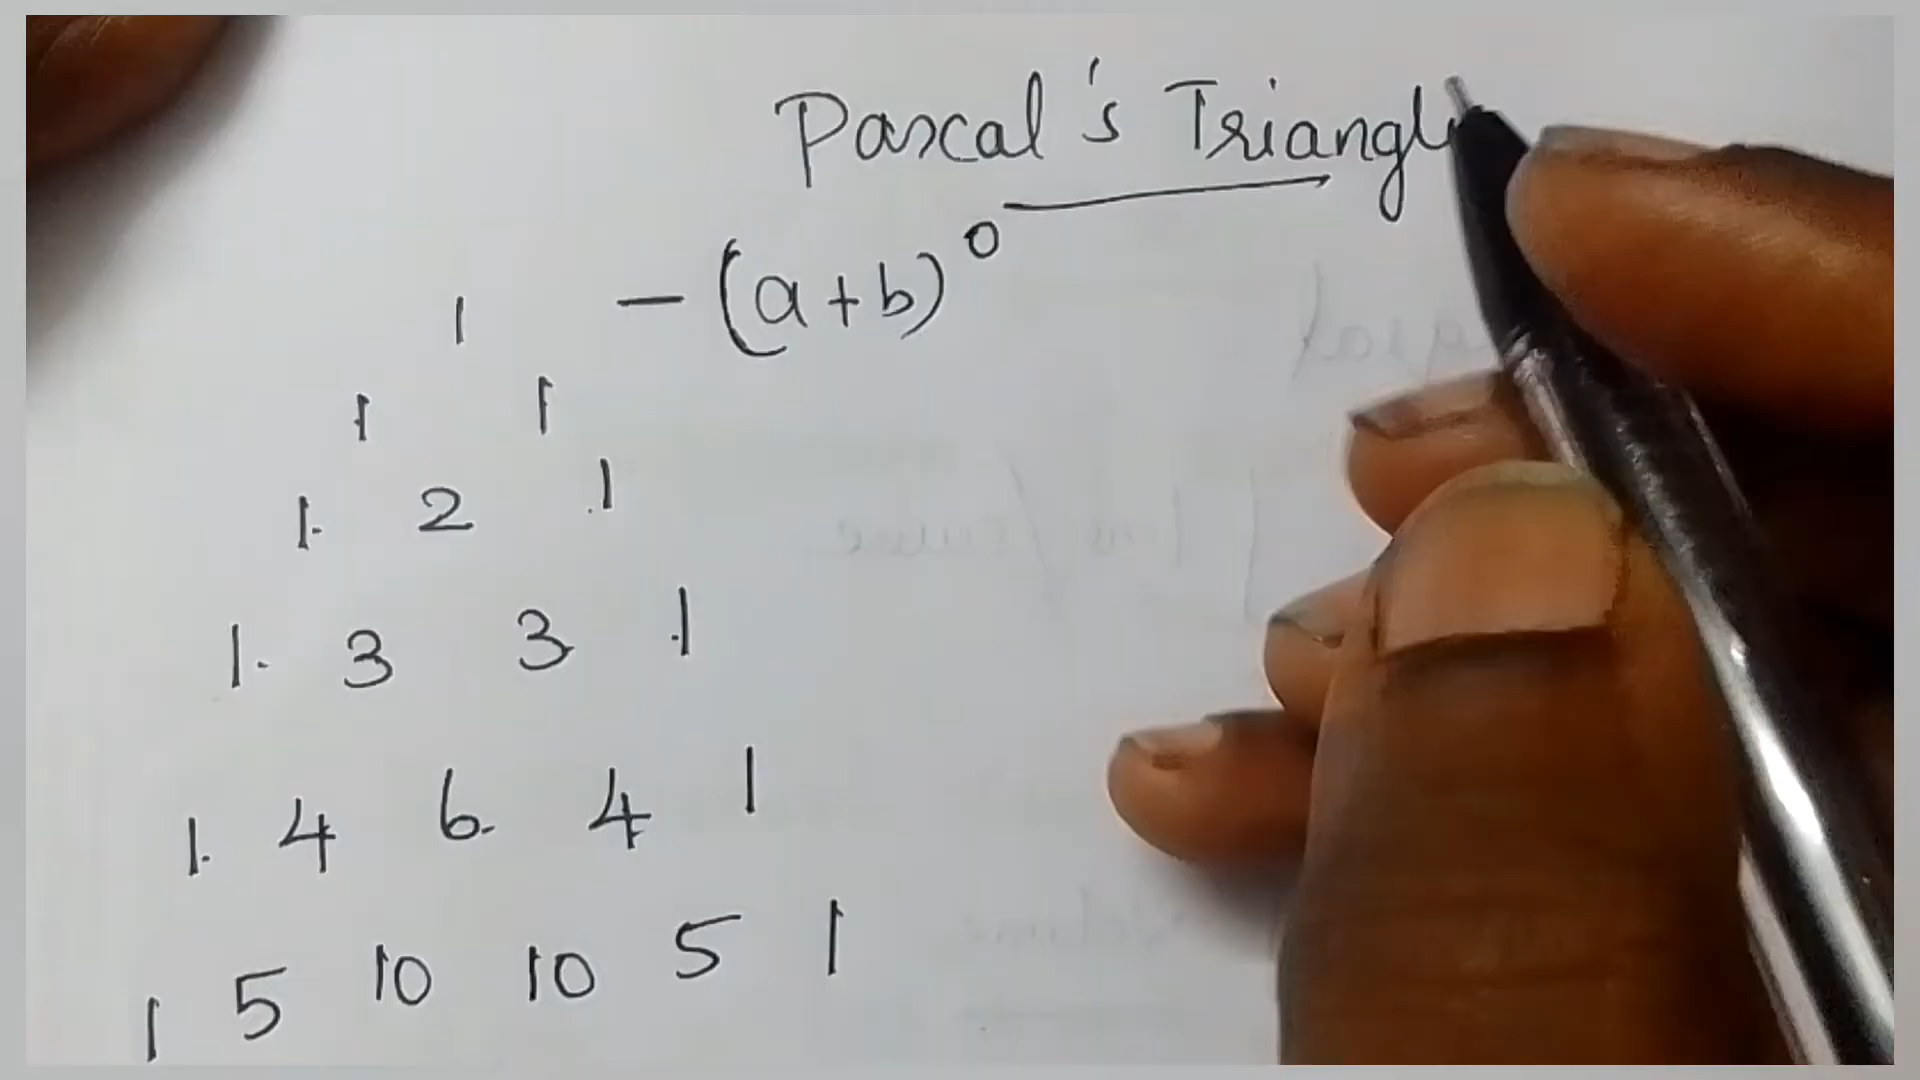 Pascal's Triangle
1 - (a+b)⁰
1 1
1 2 1
1 3 3 1
1 4 6 4 1
1 5 10 10 5 1